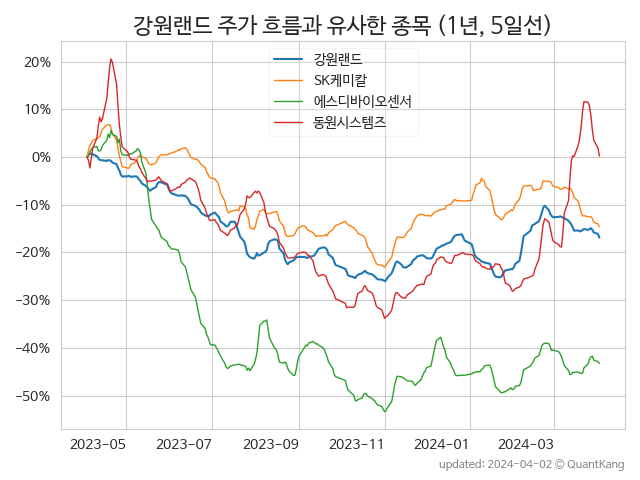 강원랜드 주가 흐름과 유사한 종목 (1년, 5일선)
강원랜드
SK케미칼
에스디바이오센서
동원시스템즈
20%
10%
0%
−10%
−20%
−30%
−40%
−50%
2023-05 2023-07 2023-09 2023-11 2024-01 2024-03
updated: 2024-04-02 © QuantKang